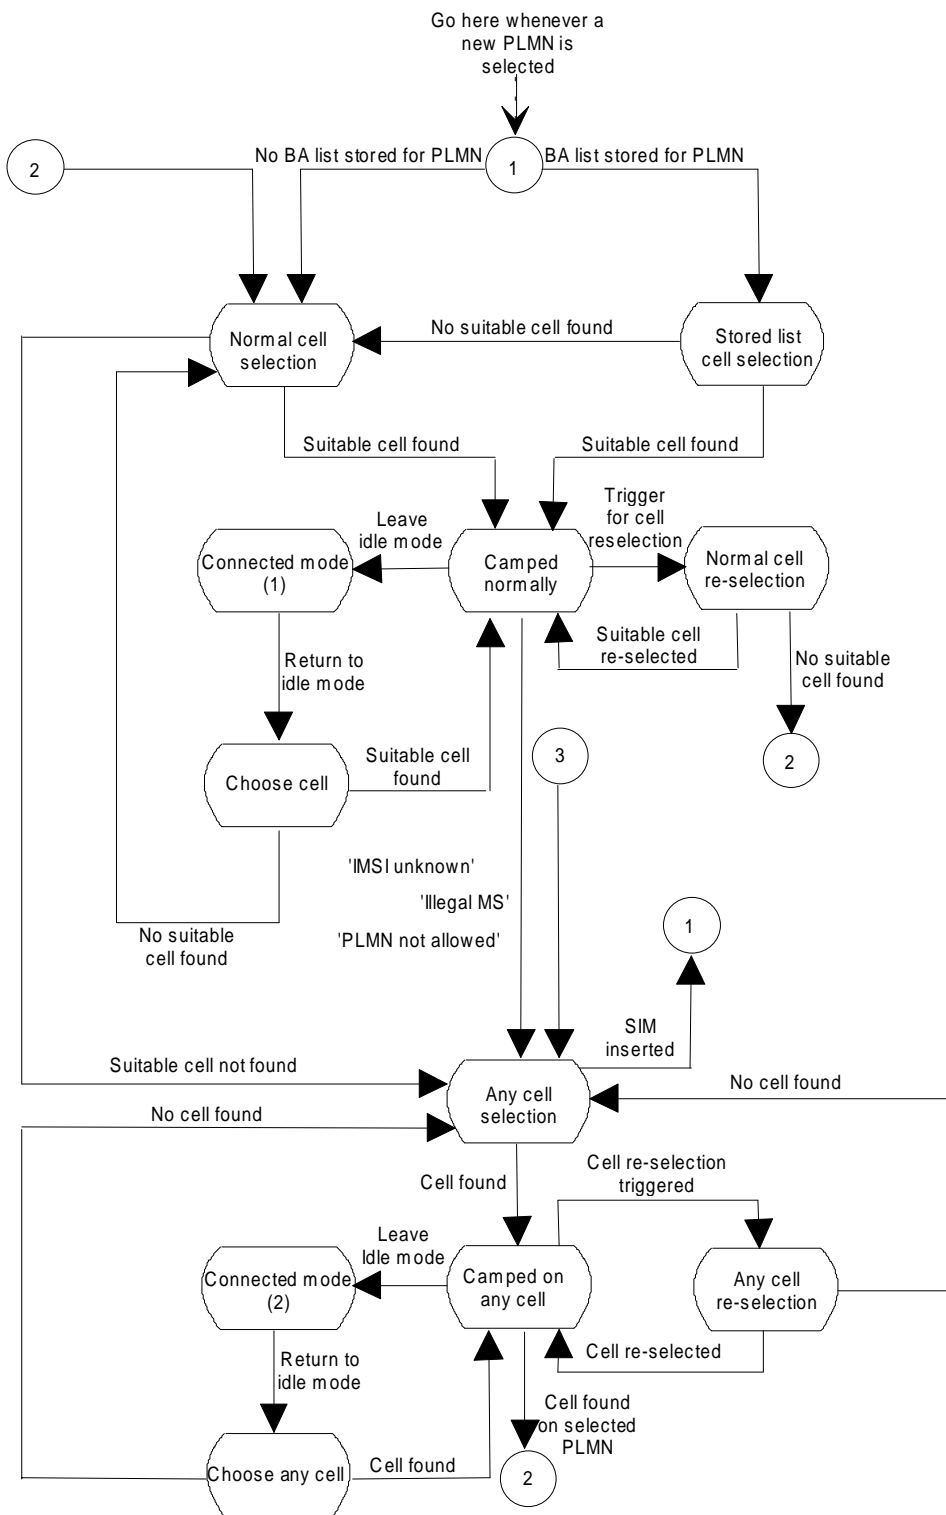 Go here whenever a
new PLMN is
selected
No BA list stored for PLMN
1
BA list stored for PLMN
2
Normal cell
selection
No suitable cell found
Stored list
cell selection
Suitable cell found
Suitable cell found
Leave
idle mode
Trigger
for cell
reselection
Connected mode
(1)
Camped
normally
Normal cell
re-selection
Suitable cell
re-selected
Return to
idle mode
No suitable
cell found
Choose cell
Suitable cell
found
3
2
'IMSI unknown'
'Illegal MS'
'PLMN not allowed'
No suitable
cell found
1
SIM
inserted
Suitable cell not found
Any cell
selection
No cell found
No cell found
Cell found
Cell re-selection
triggered
Leave
Idle mode
Connected mode
(2)
Camped on
any cell
Any cell
re-selection
Return to
idle mode
Cell re-selected
Cell found
on selected
PLMN
Choose any cell
Cell found
2